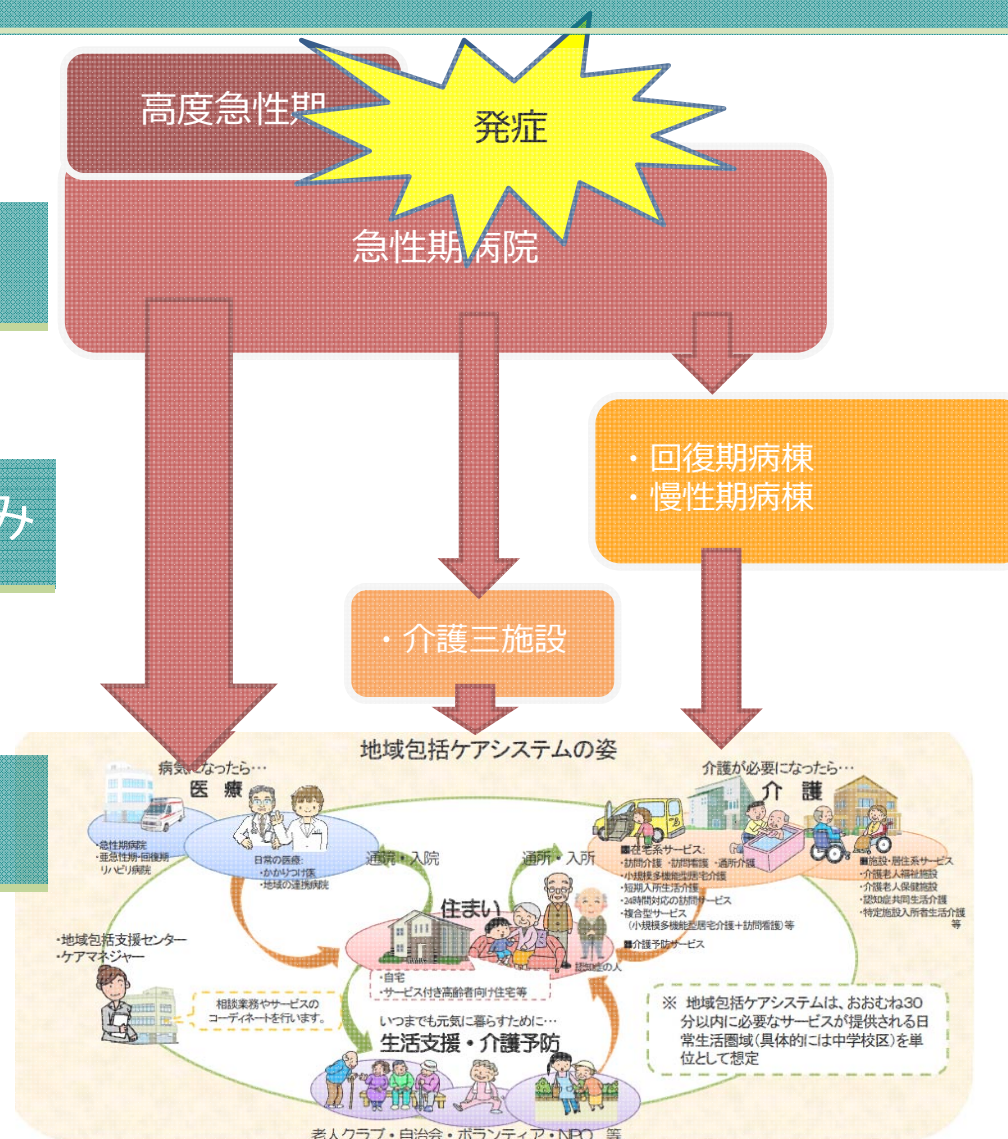 高度急性期
発症
急性期病院
・回復期病棟
・慢性期病棟
み
・介護三施設
地域包括ケアシステムの姿
病気になったら…
医 療
介護が必要になったら…
介 護
・急性期病院
・亜急性期・回復期
リハビリ病院
日常の医療:
・かかりつけ医
・地域の連携病院
通院・入院
通所・入所
■在宅系サービス:
・訪問介護 ・訪問看護 ・通所介護
・小規模多機能型居宅介護
・短期入所生活介護
・24時間対応の訪問サービス
・複合型サービス
(小規模多機能型居宅介護+訪問看護)等
■介護予防サービス
■施設・居住系サービス
・介護老人福祉施設
・介護老人保健施設
・認知症共同生活介護
・特定施設入所者生活介護
等
住まい
認知症の人
・自宅
・サービス付き高齢者向け住宅等
・地域包括支援センター
・ケアマネジャー
相談業務やサービスの
コーディネートを行います。
いつまでも元気に暮らすために…
生活支援・介護予防
※ 地域包括ケアシステムは、おおむね30
分以内に必要なサービスが提供される日
常生活圏域(具体的には中学校区)を単
位として想定
老人クラブ・自治会・ボランティア・NPO 等